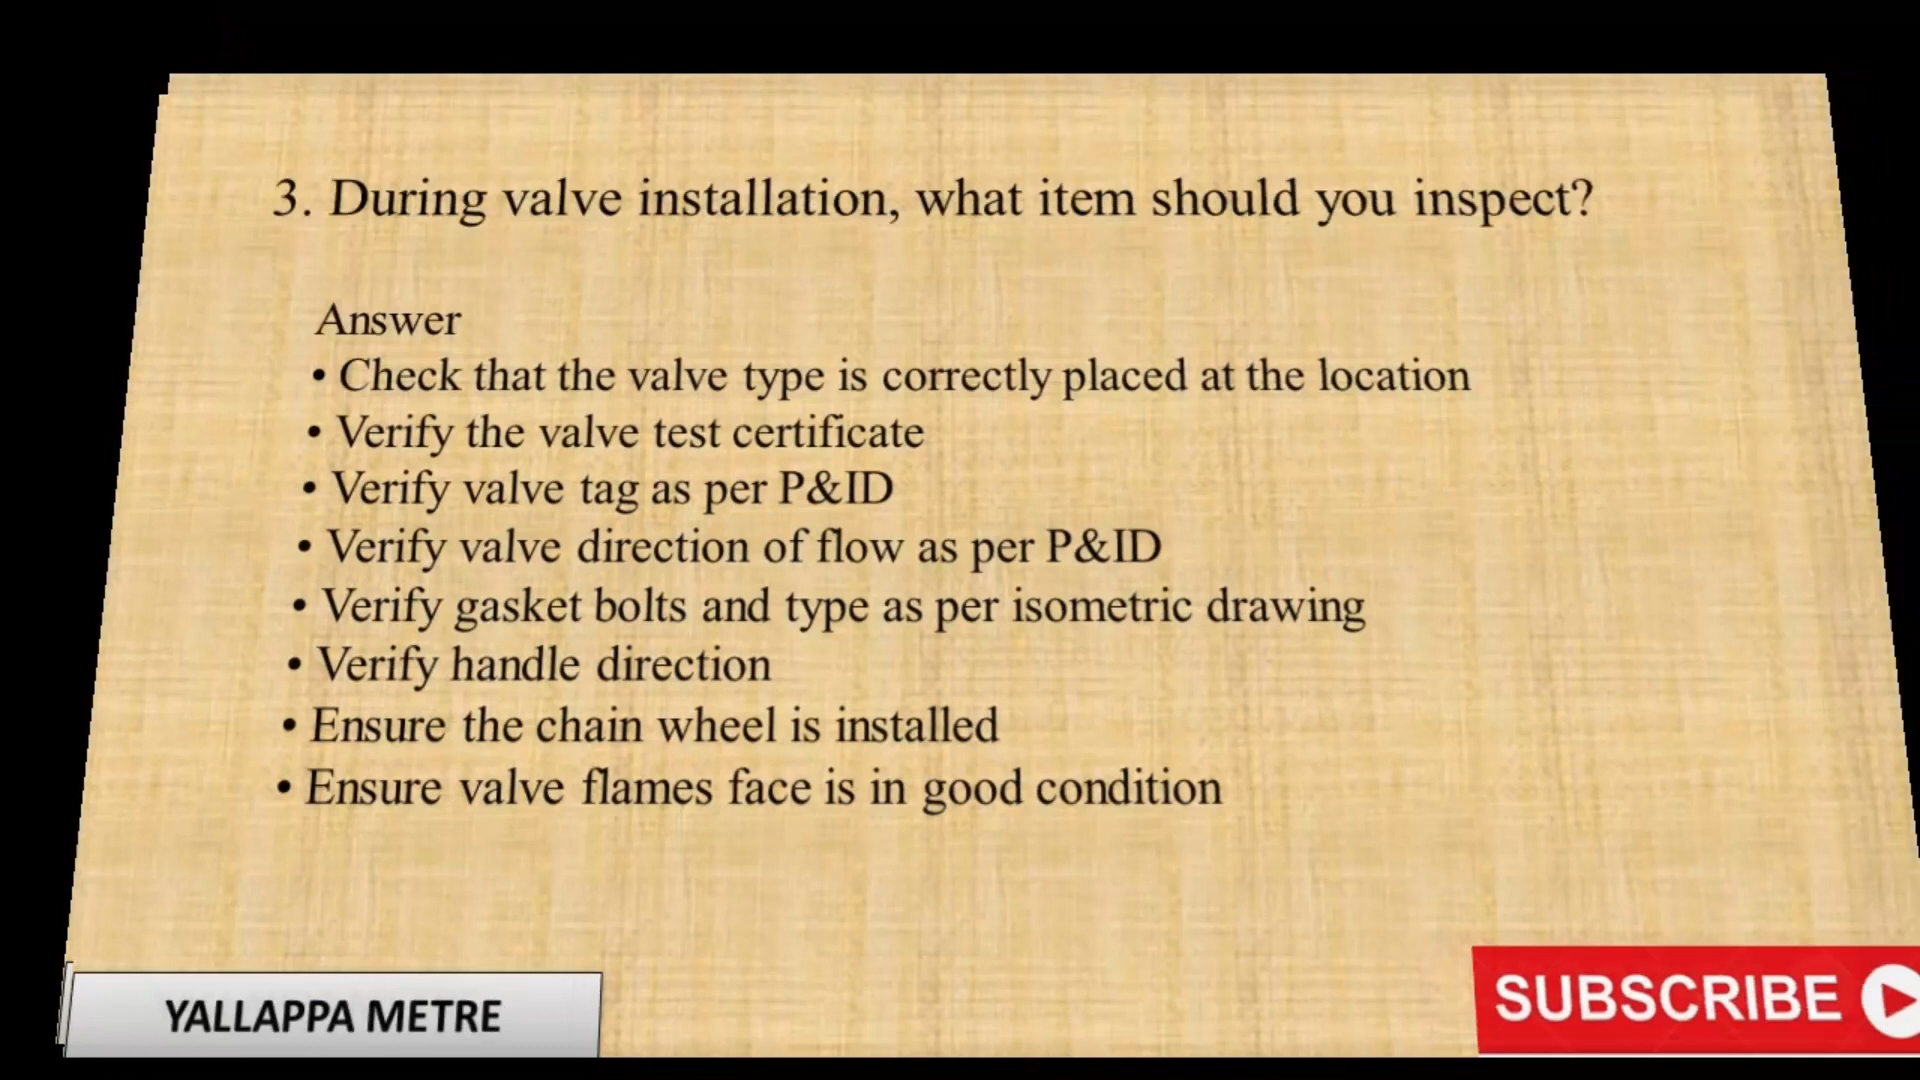 3. During valve installation, what item should you inspect?
Answer
• Check that the valve type is correctly placed at the location
• Verify the valve test certificate
• Verify valve tag as per P&ID
• Verify valve direction of flow as per P&ID
• Verify gasket bolts and type as per isometric drawing
• Verify handle direction
• Ensure the chain wheel is installed
• Ensure valve flames face is in good condition
YALLAPPA METRE
SUBSCRIBE